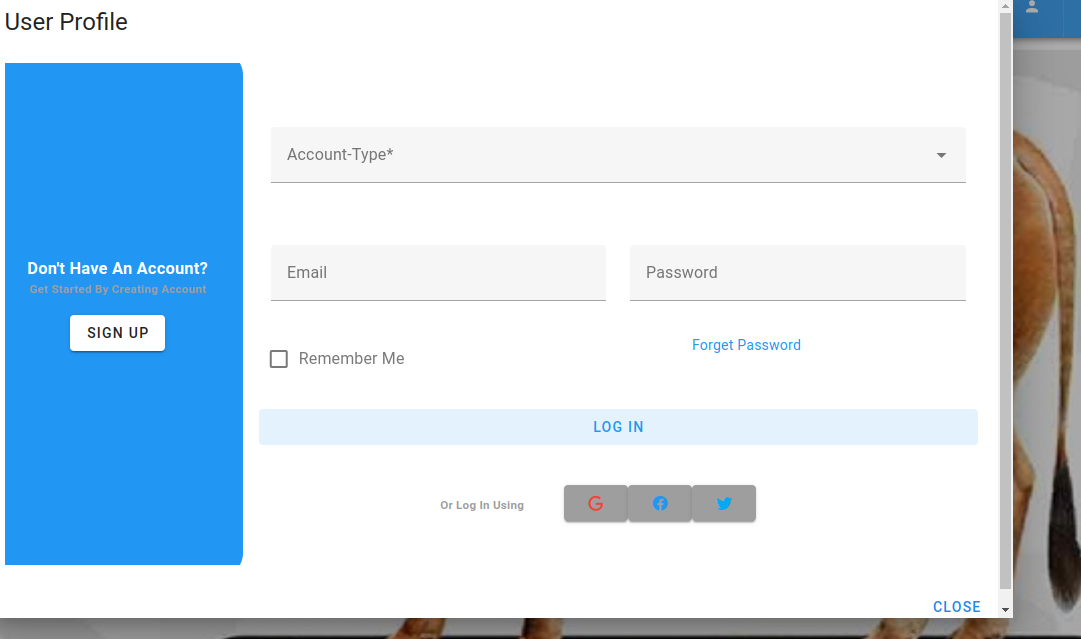 User Profile
Account-Type*
Don't Have An Account?
Get Started By Creating Account
SIGN UP
Email
Password
Remember Me
Forget Password
LOG IN
Or Log In Using
CLOSE